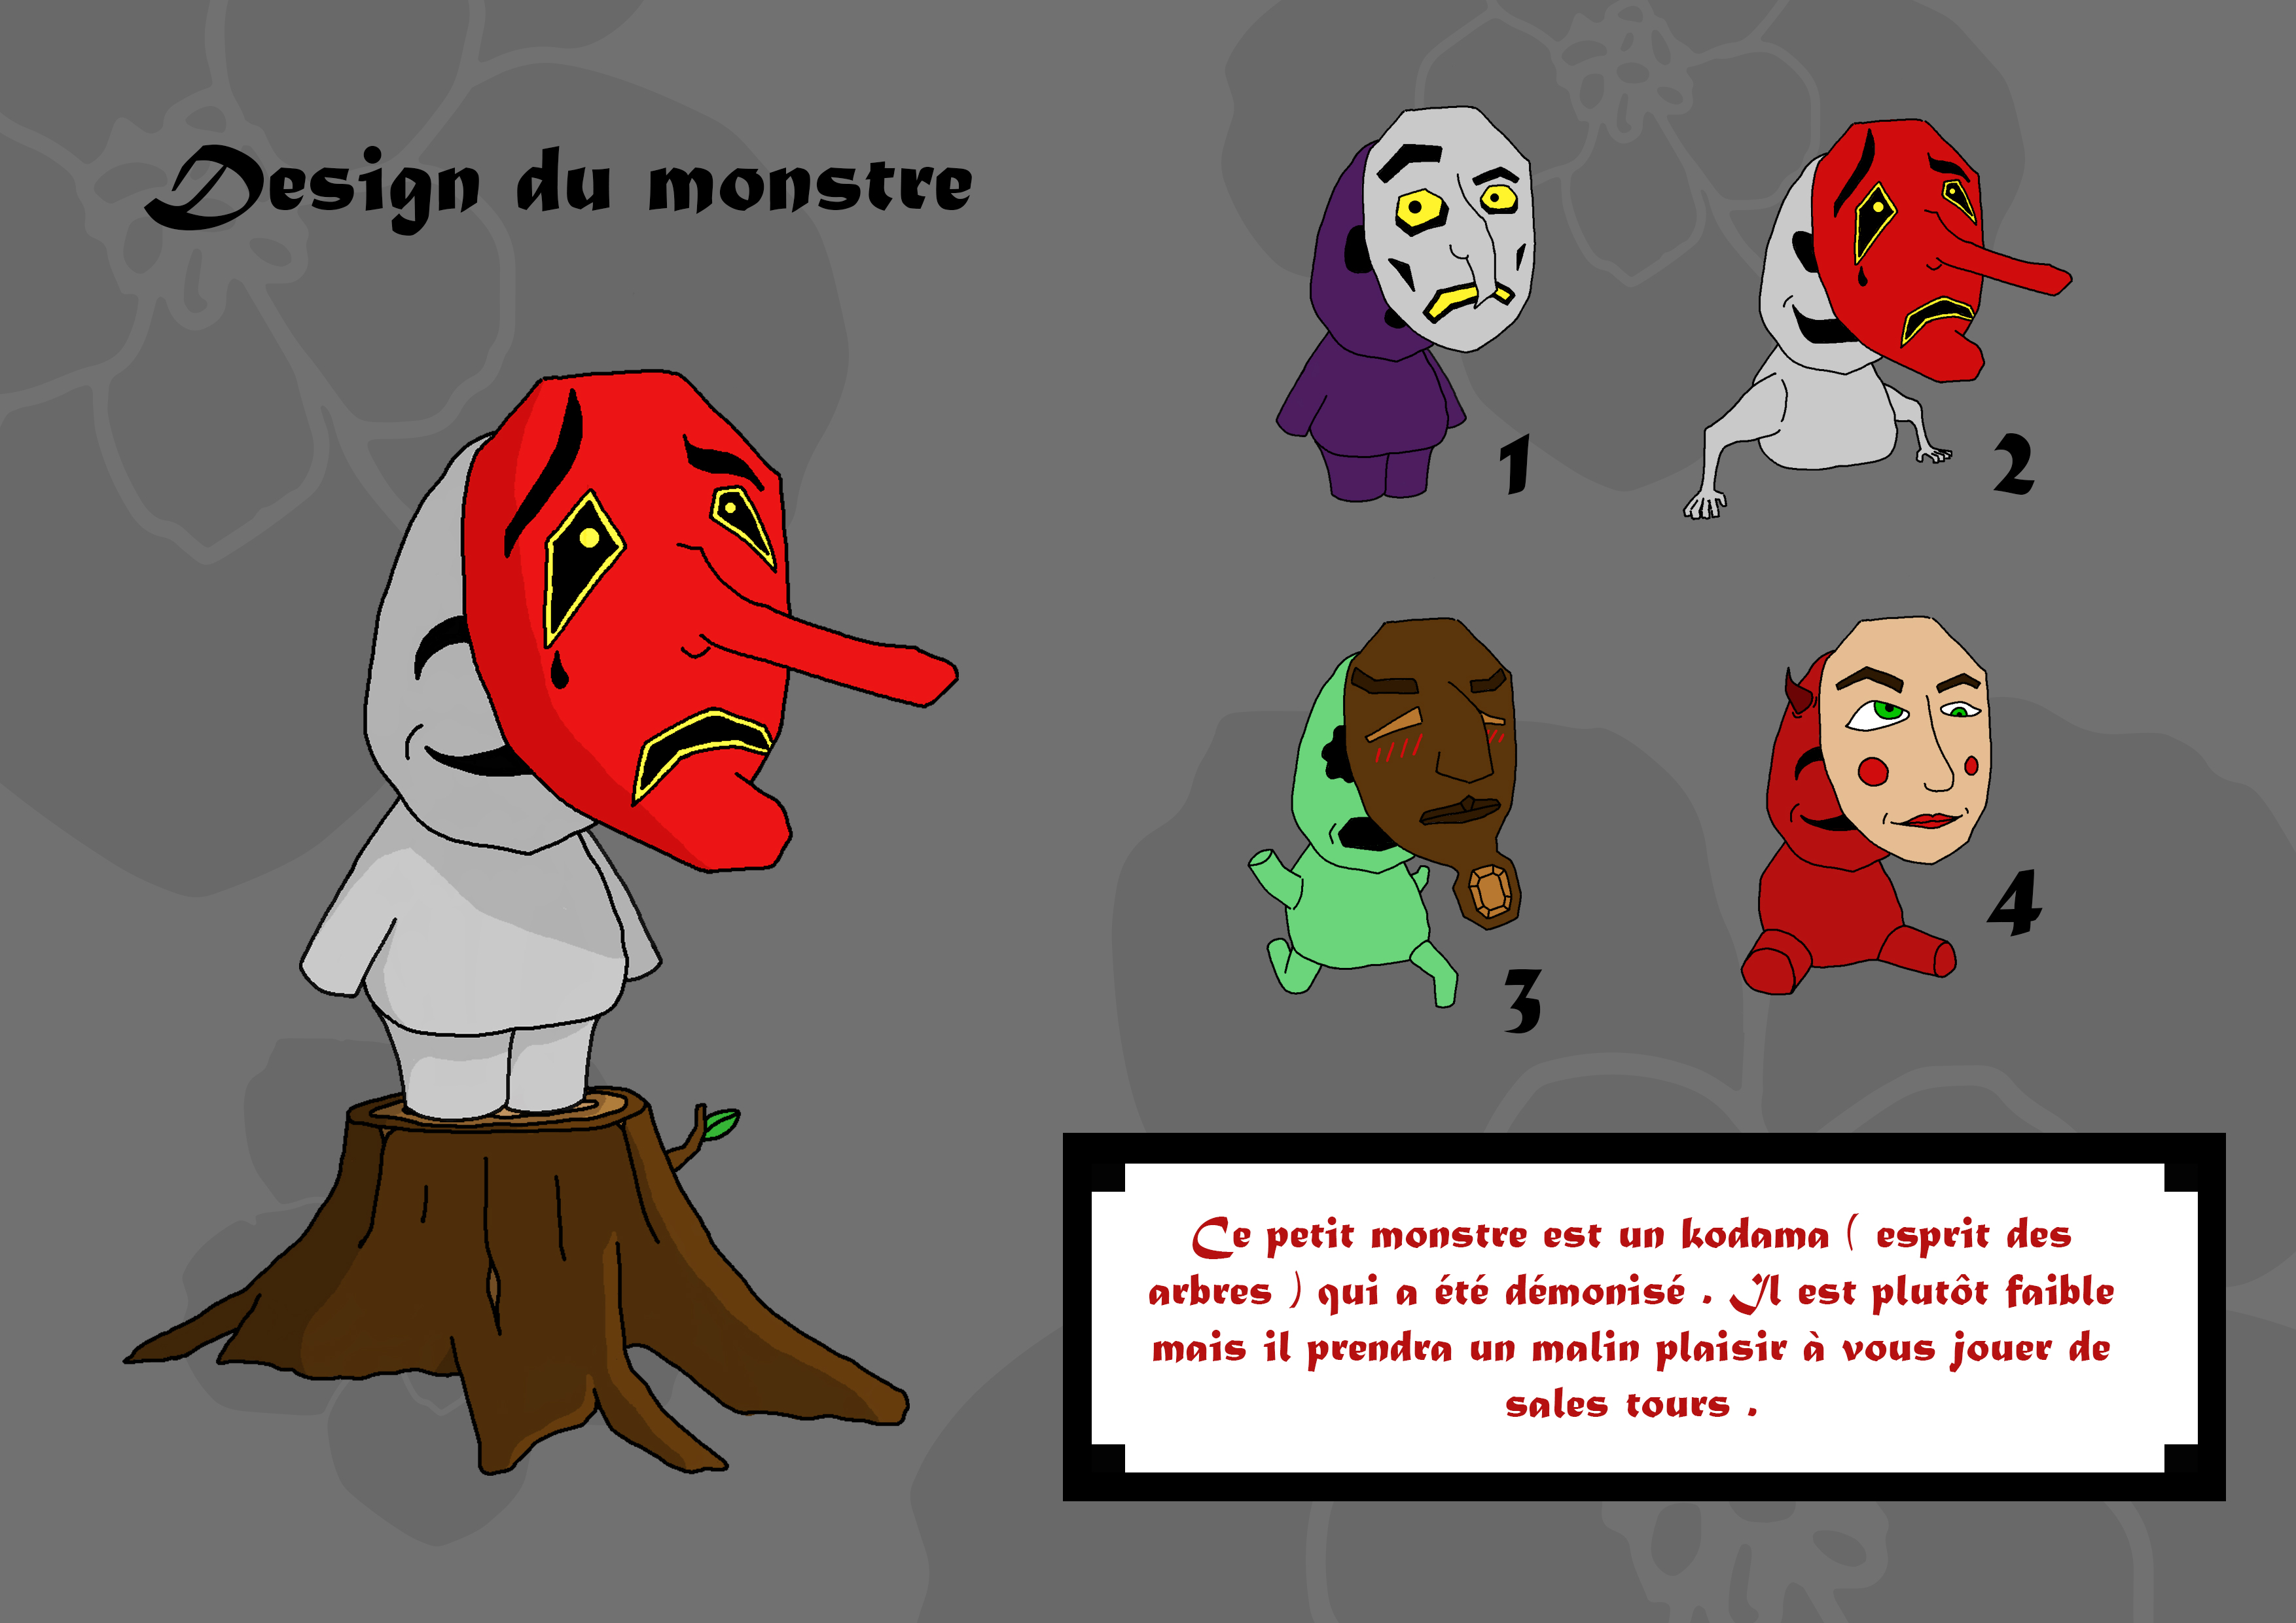 Design du monstre
1
2
3
4
Ce petit monstre est un kodama ( esprit des
arbres ) qui a été démonisé . Il est plutôt faible
mais il prendra un malin plaisir à vous jouer de
sales tours .